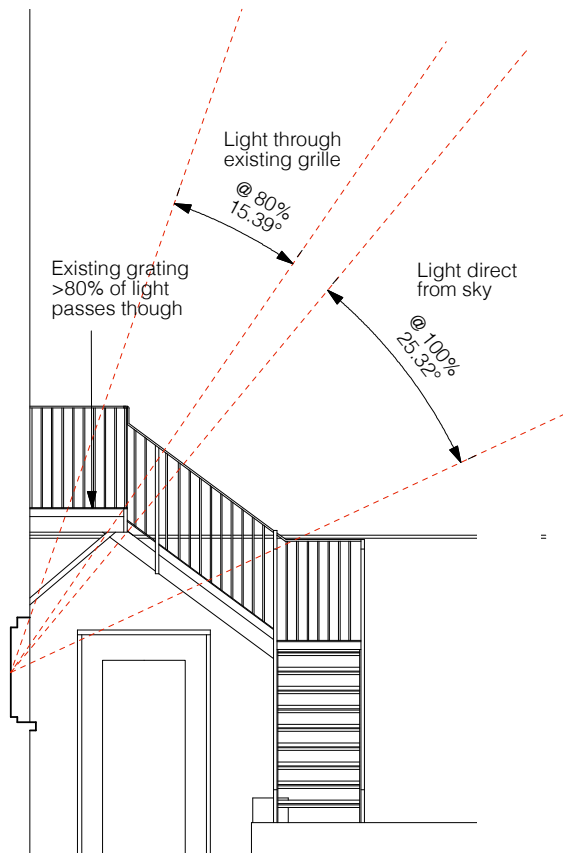 Light through
existing grille
@ 80%
15.39°
Existing grating
>80% of light
passes though
Light direct
from sky
@ 100%
25.32°